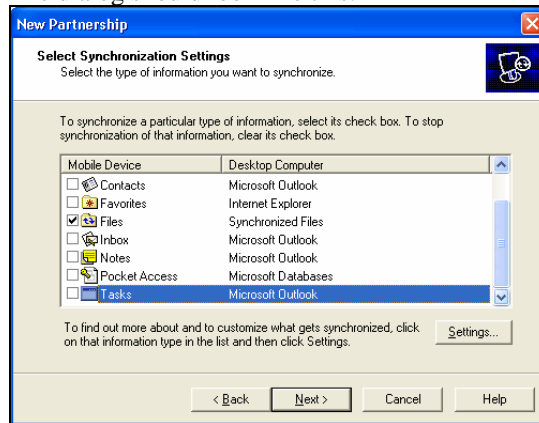 New Partnership
Select Synchronization Settings
Select the type of information you want to synchronize.
To synchronize a particular type of information, select its check box. To stop
synchronization of that information, clear its check box.
Mobile Device Desktop Computer
Contacts Microsoft Outlook
Favorites Internet Explorer
Files Synchronized Files
Inbox Microsoft Outlook
Notes Microsoft Outlook
Pocket Access Microsoft Databases
Tasks Microsoft Outlook
To find out more about and to customize what gets synchronized, click
on that information type in the list and then click Settings.
Settings...
< Back Next > Cancel Help